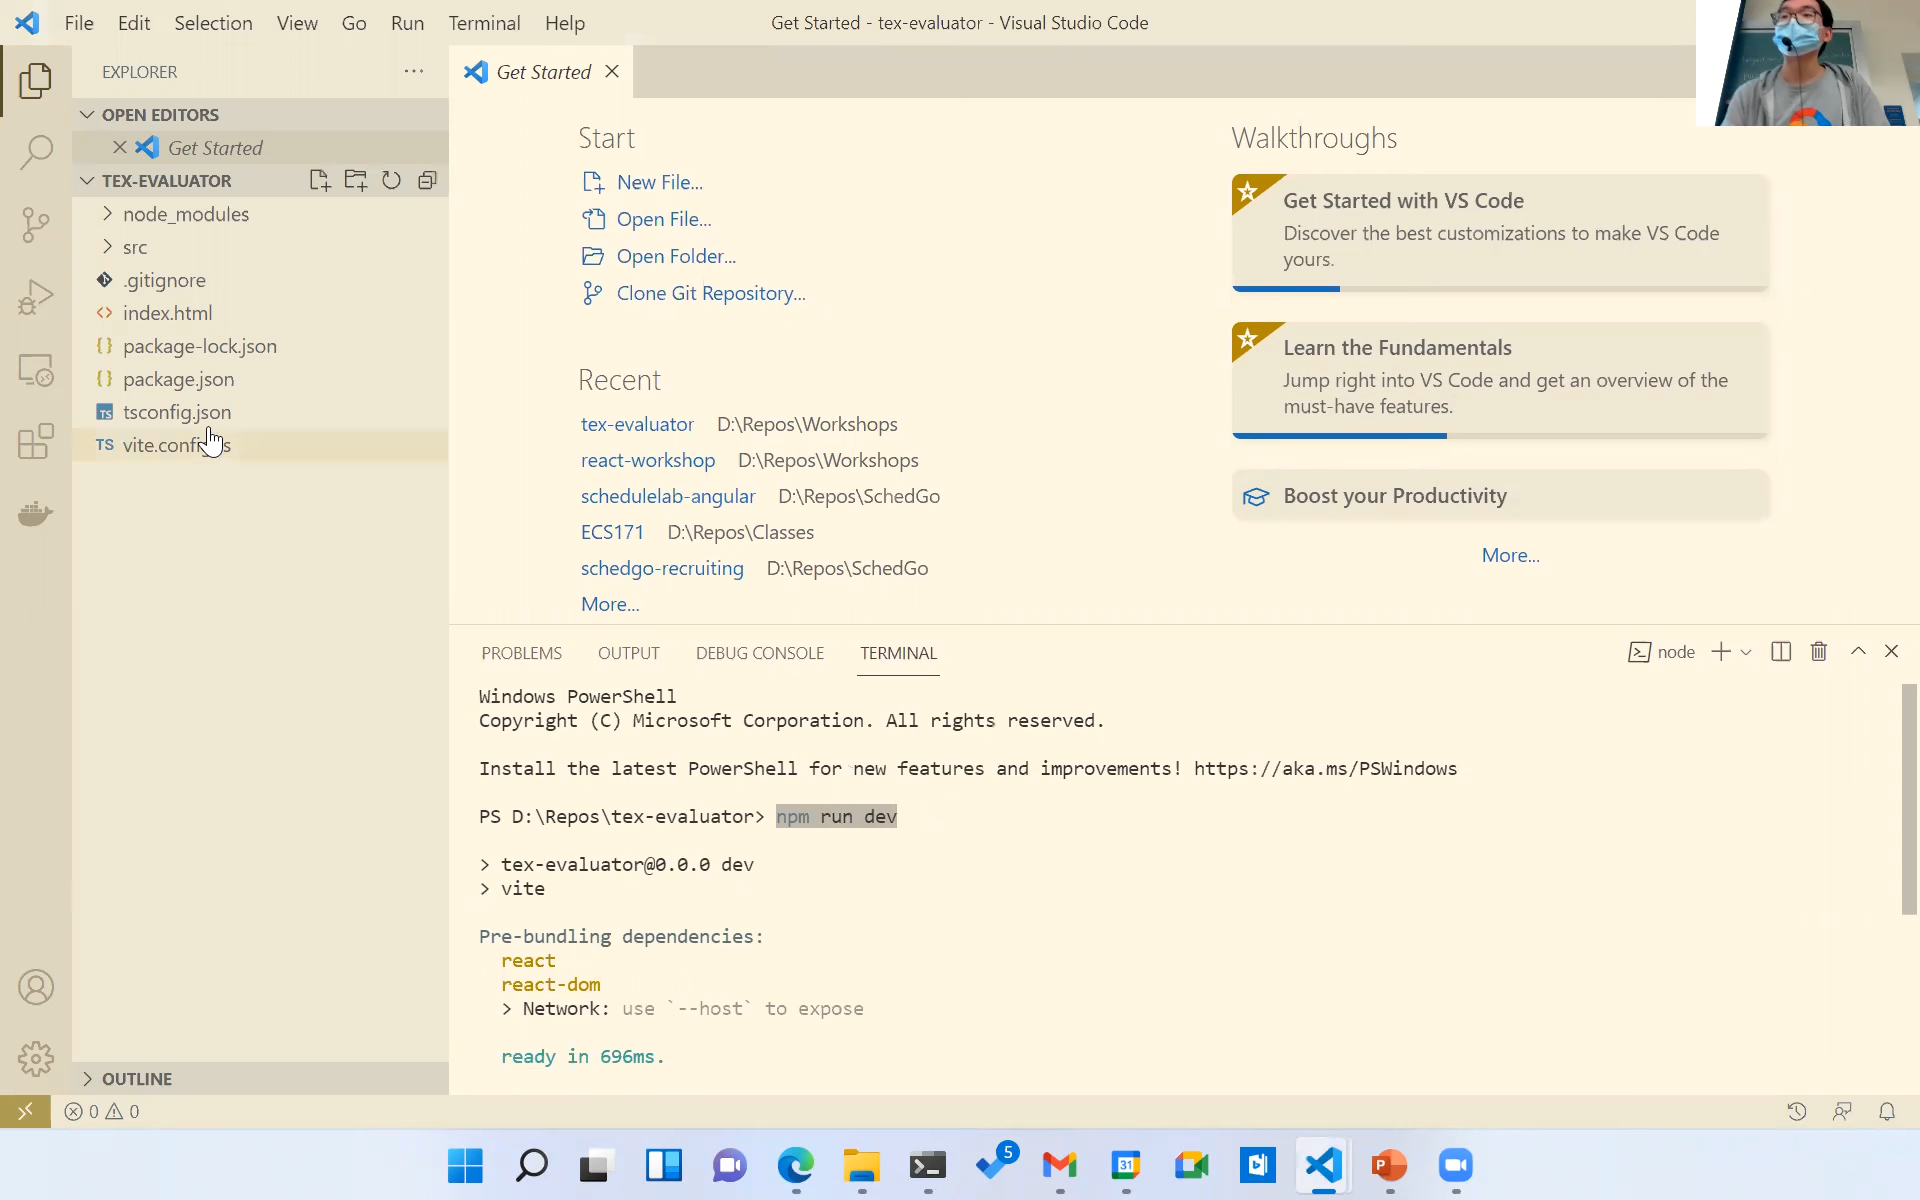 File Edit Selection View Go Run Terminal Help
Get Started - tex-evaluator - Visual Studio Code
EXPLORER
OPEN EDITORS
Get Started
TEX-EVALUATOR
node_modules
src
.gitignore
index.html
package-lock.json
package.json
tsconfig.json
OUTLINE
Get Started
Start
New File...
Open File...
Open Folder...
Clone Git Repository...
Recent
tex-evaluator D:\Repos\Workshops
react-workshop D:\Repos\Workshops
schedulelab-angular D:\Repos\SchedGo
ECS171 D:\Repos\Classes
schedgo-recruiting D:\Repos\SchedGo
More...
Walkthroughs
Get Started with VS Code
Discover the best customizations to make VS Code
yours.
Learn the Fundamentals
Jump right into VS Code and get an overview of the
must-have features.
Boost your Productivity
More...
PROBLEMS OUTPUT DEBUG CONSOLE TERMINAL
node
Windows PowerShell
Copyright (C) Microsoft Corporation. All rights reserved.
Install the latest PowerShell for new features and improvements! https://aka.ms/PSWindows
PS D:\Repos\tex-evaluator> npm run dev
> tex-evaluator@0.0.0 dev
> vite
Pre-bundling dependencies:
react
react-dom
> Network: use `--host` to expose
ready in 696ms.
0 0
5
31